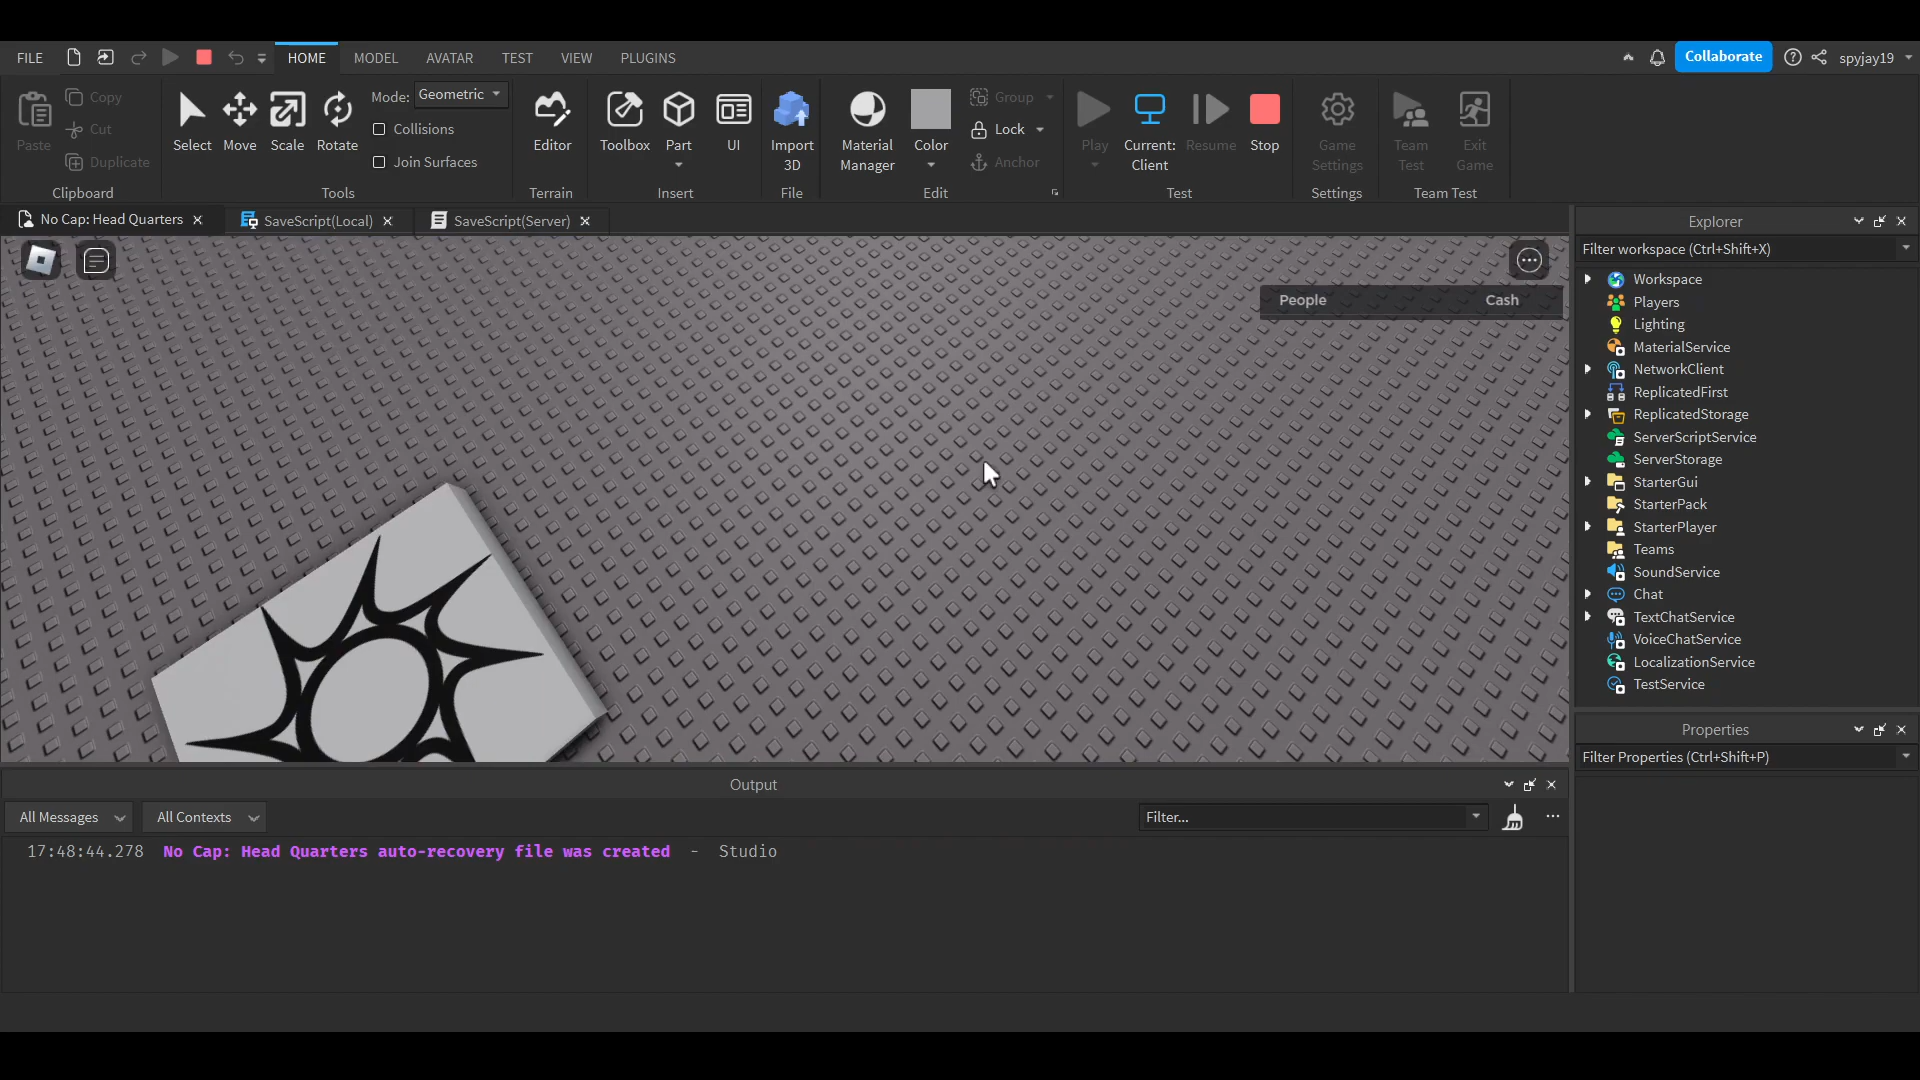 FILE HOME MODEL AVATAR TEST VIEW PLUGINS Collaborate spyjay19
Paste Copy Cut Duplicate
Clipboard
Select Move Scale Rotate
Mode: Geometric
Collisions
Join Surfaces
Tools
Editor
Terrain
Toolbox Part UI
Insert
Import
3D
File
Material
Manager
Color
Group
Lock
Anchor
Edit
Play
Current:
Client
Resume
Stop
Test
Game
Settings
Settings
Team
Test
Exit
Game
Team Test
No Cap: Head Quarters SaveScript(Local) SaveScript(Server)
People Cash
Explorer
Filter workspace (Ctrl+Shift+X)
Workspace
Players
Lighting
MaterialService
NetworkClient
ReplicatedFirst
ReplicatedStorage
ServerScriptService
ServerStorage
StarterGui
StarterPack
StarterPlayer
Teams
SoundService
Chat
TextChatService
VoiceChatService
LocalizationService
TestService
Properties
Filter Properties (Ctrl+Shift+P)
Output
All Messages All Contexts Filter...
17:48:44.278 No Cap: Head Quarters auto-recovery file was created - Studio